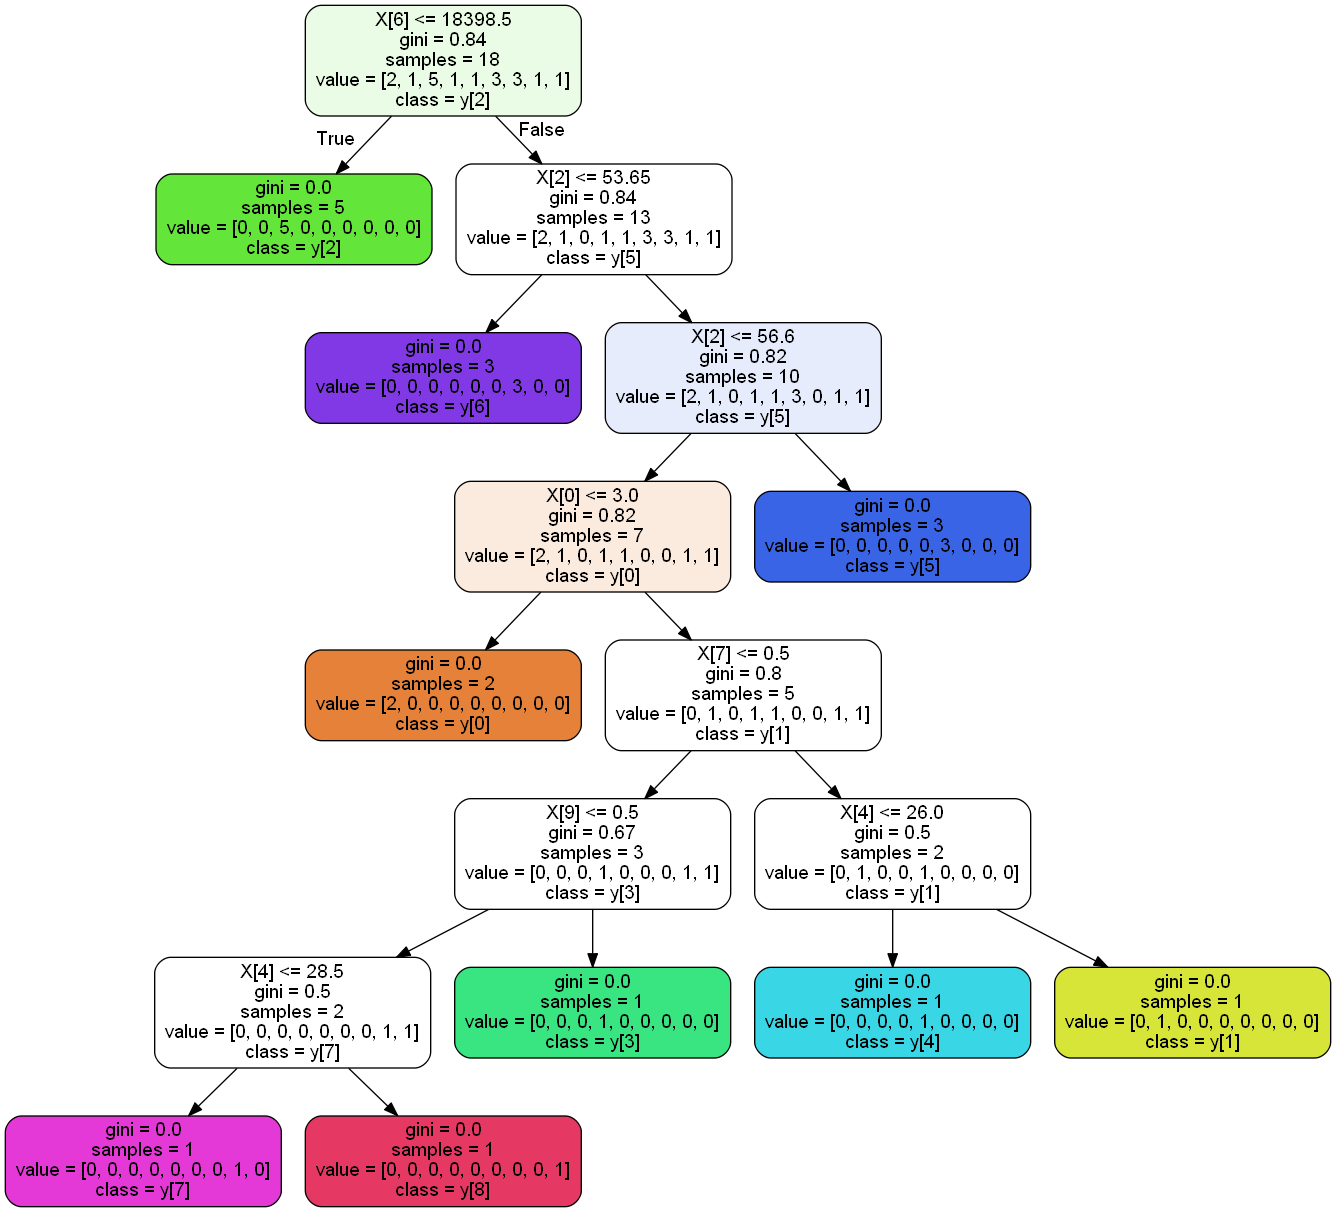 X[6] <= 18398.5
gini = 0.84
samples = 18
value = [2, 1, 5, 1, 1, 3, 3, 1, 1]
class = y[2]
True
False
gini = 0.0
samples = 5
value = [0, 0, 5, 0, 0, 0, 0, 0, 0]
class = y[2]
X[2] <= 53.65
gini = 0.84
samples = 13
value = [2, 1, 0, 1, 1, 3, 3, 1, 1]
class = y[5]
gini = 0.0
samples = 3
value = [0, 0, 0, 0, 0, 0, 3, 0, 0]
class = y[6]
X[2] <= 56.6
gini = 0.82
samples = 10
value = [2, 1, 0, 1, 1, 3, 0, 1, 1]
class = y[5]
X[0] <= 3.0
gini = 0.82
samples = 7
value = [2, 1, 0, 1, 1, 0, 0, 1, 1]
class = y[0]
gini = 0.0
samples = 3
value = [0, 0, 0, 0, 0, 3, 0, 0, 0]
class = y[5]
gini = 0.0
samples = 2
value = [2, 0, 0, 0, 0, 0, 0, 0, 0]
class = y[0]
X[7] <= 0.5
gini = 0.8
samples = 5
value = [0, 1, 0, 1, 1, 0, 0, 1, 1]
class = y[1]
X[9] <= 0.5
gini = 0.67
samples = 3
value = [0, 0, 0, 1, 0, 0, 0, 1, 1]
class = y[3]
X[4] <= 26.0
gini = 0.5
samples = 2
value = [0, 1, 0, 0, 1, 0, 0, 0, 0]
class = y[1]
X[4] <= 28.5
gini = 0.5
samples = 2
value = [0, 0, 0, 0, 0, 0, 0, 1, 1]
class = y[7]
gini = 0.0
samples = 1
value = [0, 0, 0, 1, 0, 0, 0, 0, 0]
class = y[3]
gini = 0.0
samples = 1
value = [0, 0, 0, 0, 1, 0, 0, 0, 0]
class = y[4]
gini = 0.0
samples = 1
value = [0, 1, 0, 0, 0, 0, 0, 0, 0]
class = y[1]
gini = 0.0
samples = 1
value = [0, 0, 0, 0, 0, 0, 0, 1, 0]
class = y[7]
gini = 0.0
samples = 1
value = [0, 0, 0, 0, 0, 0, 0, 0, 1]
class = y[8]